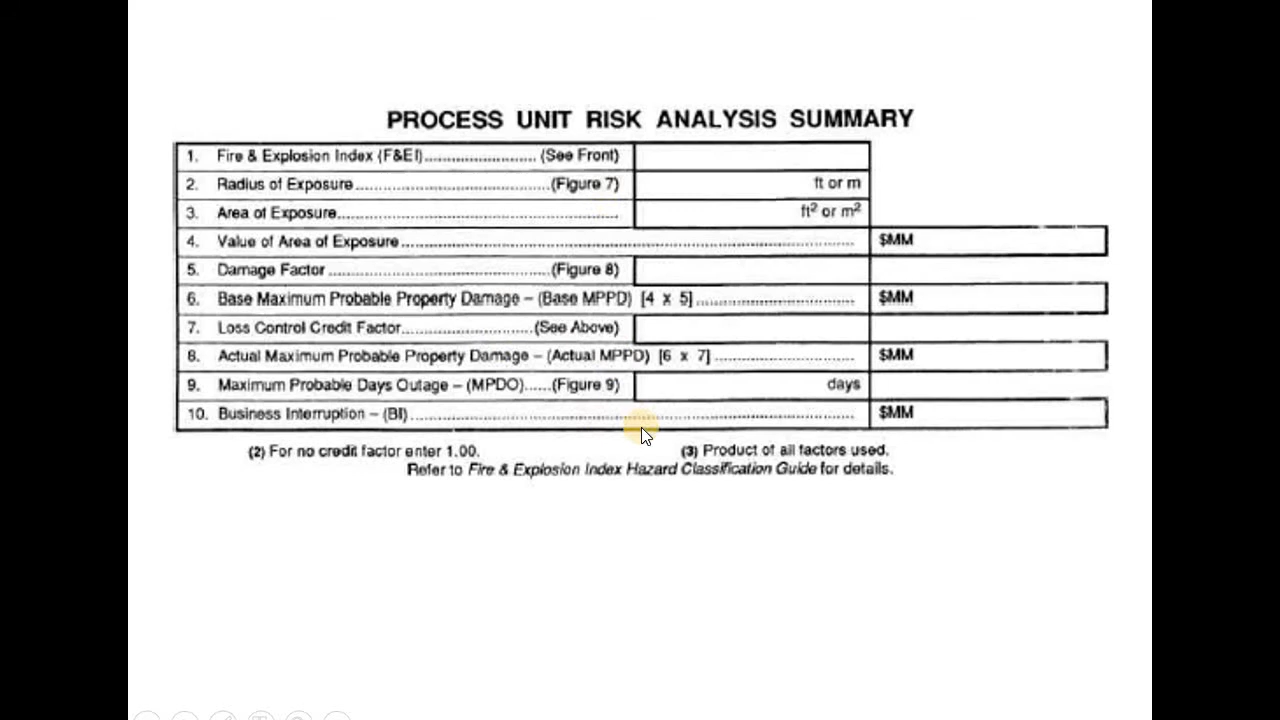 PROCESS UNIT RISK ANALYSIS SUMMARY
1. Fire & Explosion Index (F&EI)........................... (See Front)
2. Radius of Exposure...............................................(Figure 7) ft or m
3. Area of Exposure.................................................................... ft² or m²
4. Value of Area of Exposure................................................................................................................ $MM
5. Damage Factor ......................................................(Figure 8)
6. Base Maximum Probable Property Damage – (Base MPPD) [4 x 5]....................................... $MM
7. Loss Control Credit Factor................................(See Above)
8. Actual Maximum Probable Property Damage – (Actual MPPD) [6 x 7] ................................... $MM
9. Maximum Probable Days Outage – (MPDO)......(Figure 9) days
10. Business Interruption – (BI)............................................................................................................... $MM
(2) For no credit factor enter 1.00. (3) Product of all factors used.
Refer to Fire & Explosion Index Hazard Classification Guide for details.